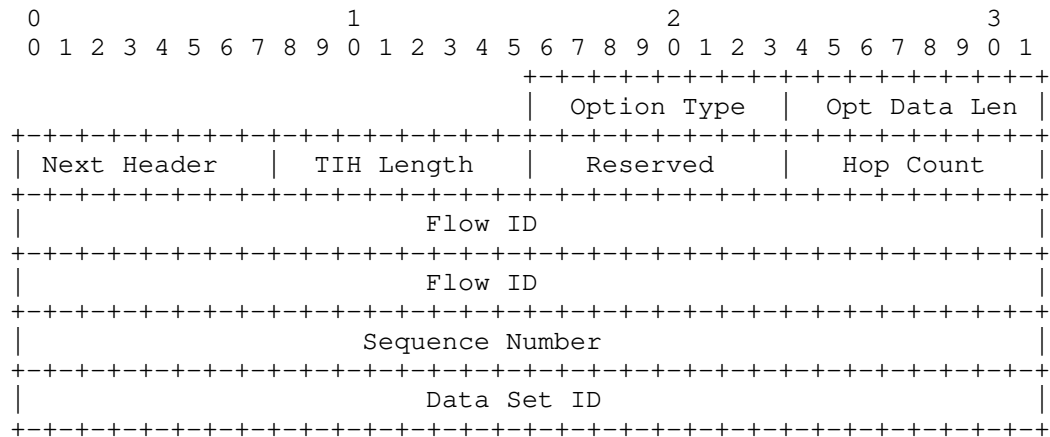 0                   1                   2                   3
 0 1 2 3 4 5 6 7 8 9 0 1 2 3 4 5 6 7 8 9 0 1 2 3 4 5 6 7 8 9 0 1
                                +-+-+-+-+-+-+-+-+-+-+-+-+-+-+-+-+
                                |  Option Type  |  Opt Data Len |
+-+-+-+-+-+-+-+-+-+-+-+-+-+-+-+-+-+-+-+-+-+-+-+-+-+-+-+-+-+-+-+-+
| Next Header   |  TIH Length   |   Reserved    |   Hop Count   |
+-+-+-+-+-+-+-+-+-+-+-+-+-+-+-+-+-+-+-+-+-+-+-+-+-+-+-+-+-+-+-+-+
|                         Flow ID                               |
+-+-+-+-+-+-+-+-+-+-+-+-+-+-+-+-+-+-+-+-+-+-+-+-+-+-+-+-+-+-+-+-+
|                         Flow ID                               |
+-+-+-+-+-+-+-+-+-+-+-+-+-+-+-+-+-+-+-+-+-+-+-+-+-+-+-+-+-+-+-+-+
|                     Sequence Number                           |
+-+-+-+-+-+-+-+-+-+-+-+-+-+-+-+-+-+-+-+-+-+-+-+-+-+-+-+-+-+-+-+-+
|                         Data Set ID                           |
+-+-+-+-+-+-+-+-+-+-+-+-+-+-+-+-+-+-+-+-+-+-+-+-+-+-+-+-+-+-+-+-+